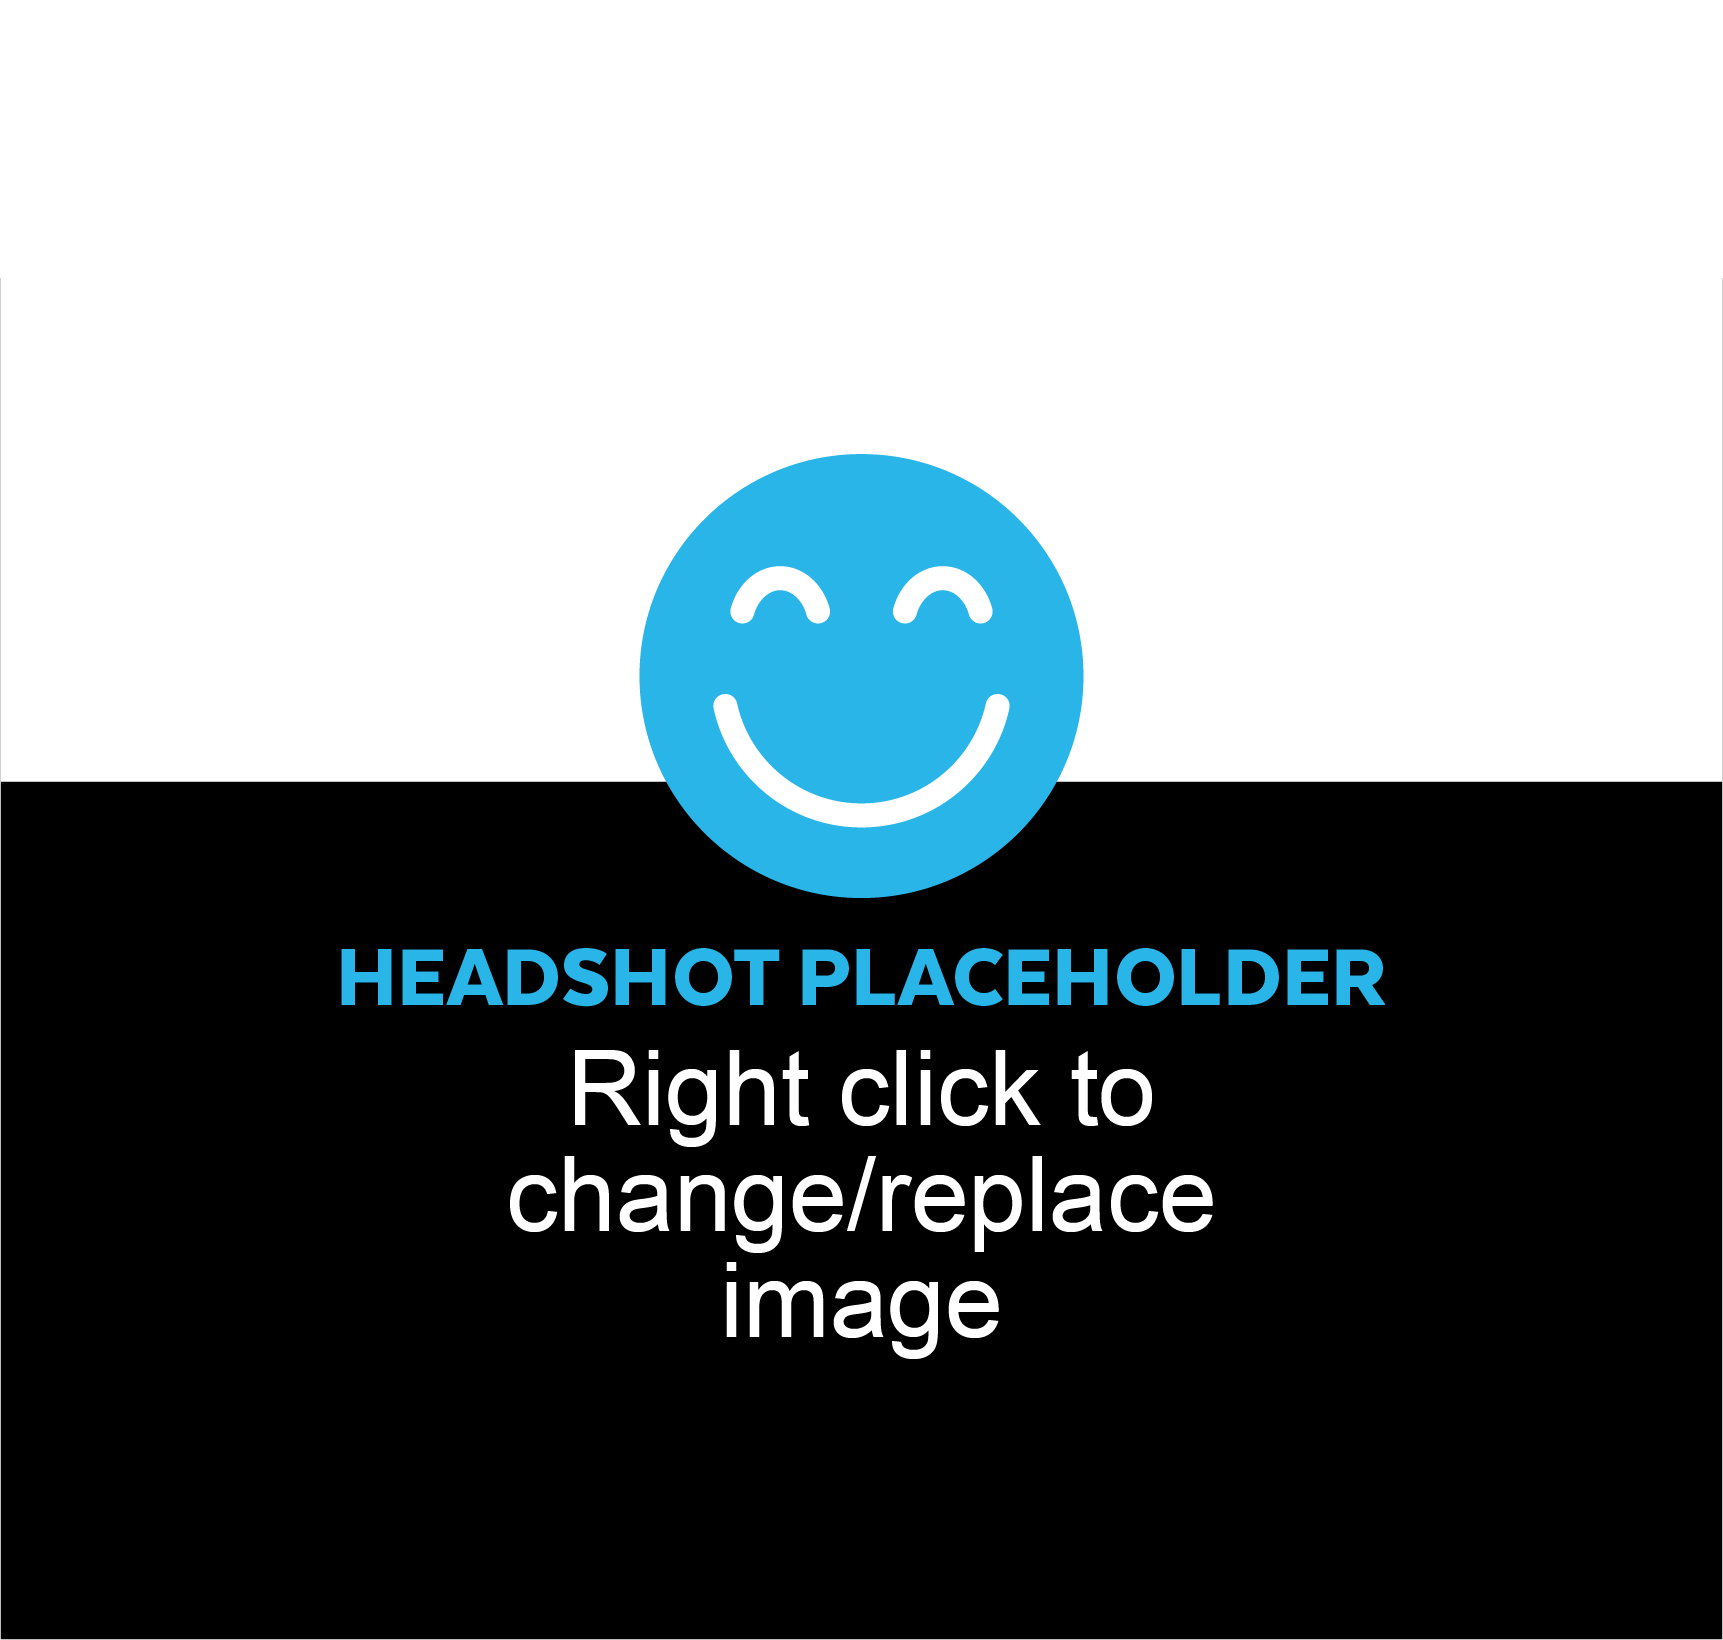 HEADSHOT PLACEHOLDER
Right click to
change/replace
image